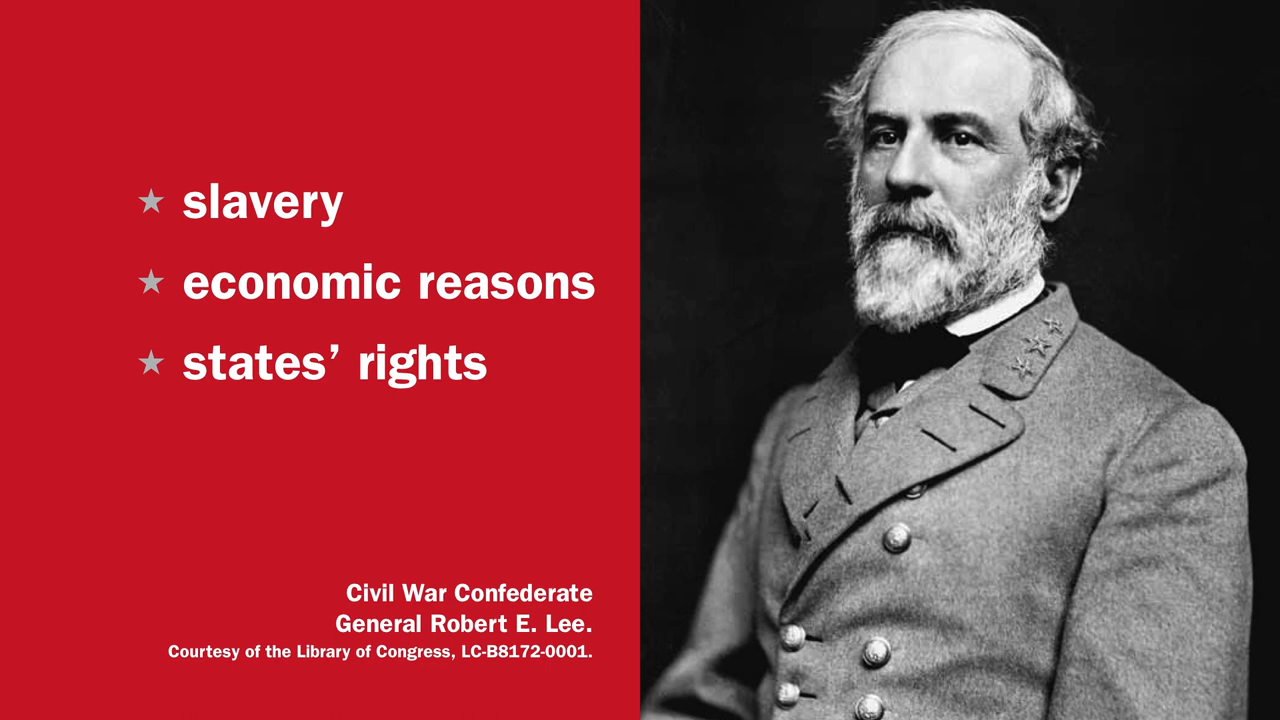 slavery
economic reasons
states’ rights
Civil War Confederate
General Robert E. Lee.
Courtesy of the Library of Congress, LC-B8172-0001.